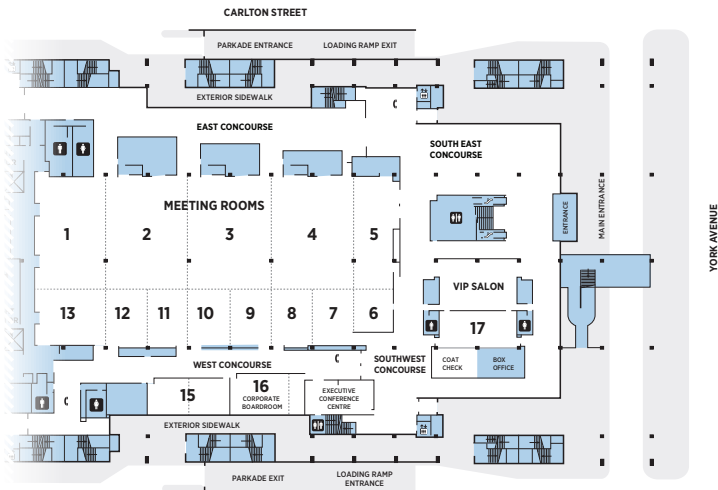 CARLTON STREET
PARKADE ENTRANCE
LOADING RAMP EXIT
EXTERIOR SIDEWALK
EAST CONCOURSE
SOUTH EAST
CONCOURSE
MEETING ROOMS
1
2
3
4
5
ENTRANCE
MAIN ENTRANCE
YORK AVENUE
VIP SALON
13
12
11
10
9
8
7
6
17
WEST CONCOURSE
SOUTHWEST
CONCOURSE
COAT
CHECK
BOX
OFFICE
15
16
CORPORATE
BOARDROOM
EXECUTIVE
CONFERENCE
CENTRE
EXTERIOR SIDEWALK
PARKADE EXIT
LOADING RAMP
ENTRANCE